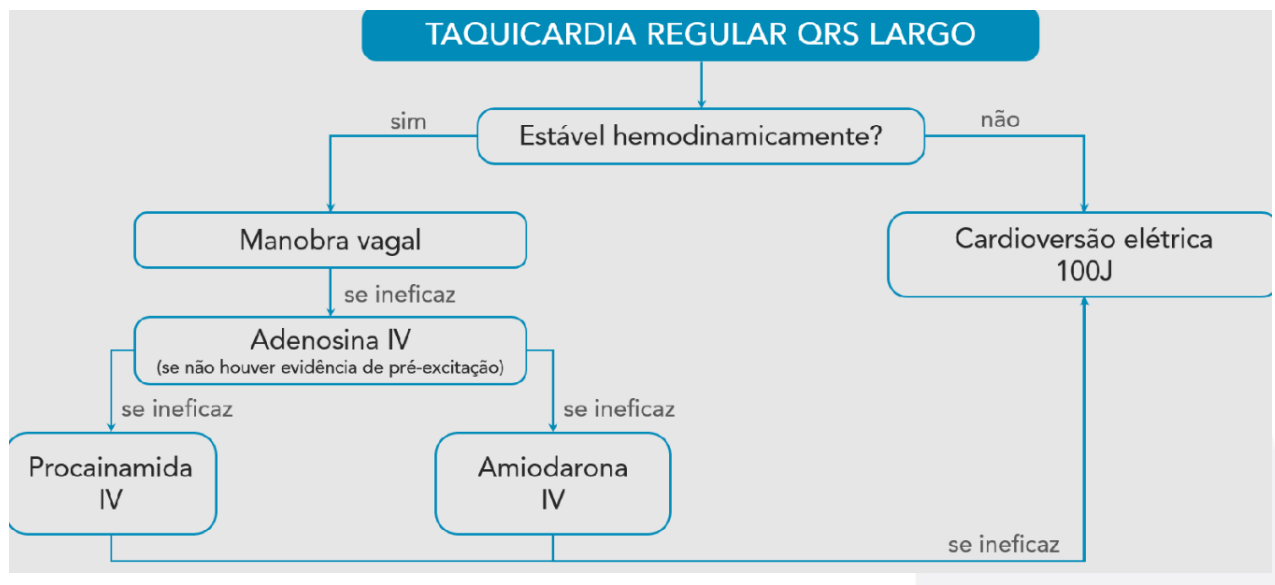 TAQUICARDIA REGULAR QRS LARGO
sim
Estável hemodinamicamente?
não
Manobra vagal
Cardioversão elétrica
100J
se ineficaz
Adenosina IV
(se não houver evidência de pré-excitação)
se ineficaz
se ineficaz
Procainamida
IV
Amiodarona
IV
se ineficaz